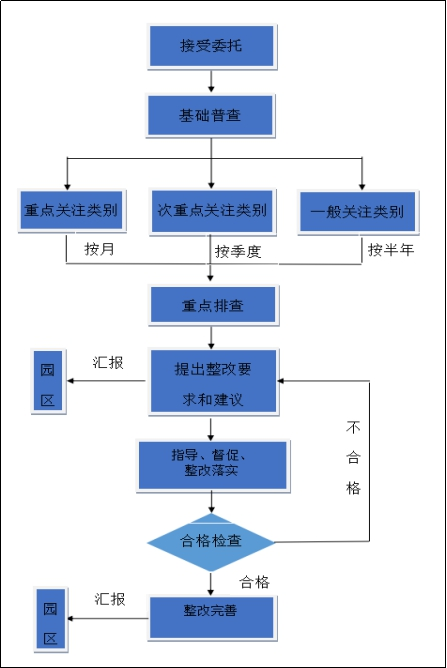 接受委托
基础普查
重点关注类别
次重点关注类别
一般关注类别
按月
按季度
按半年
重点排查
园
区
汇报
提出整改要
求和建议
不
合
格
指导、督促、
整改落实
合格检查
合格
园
区
汇报
整改完善